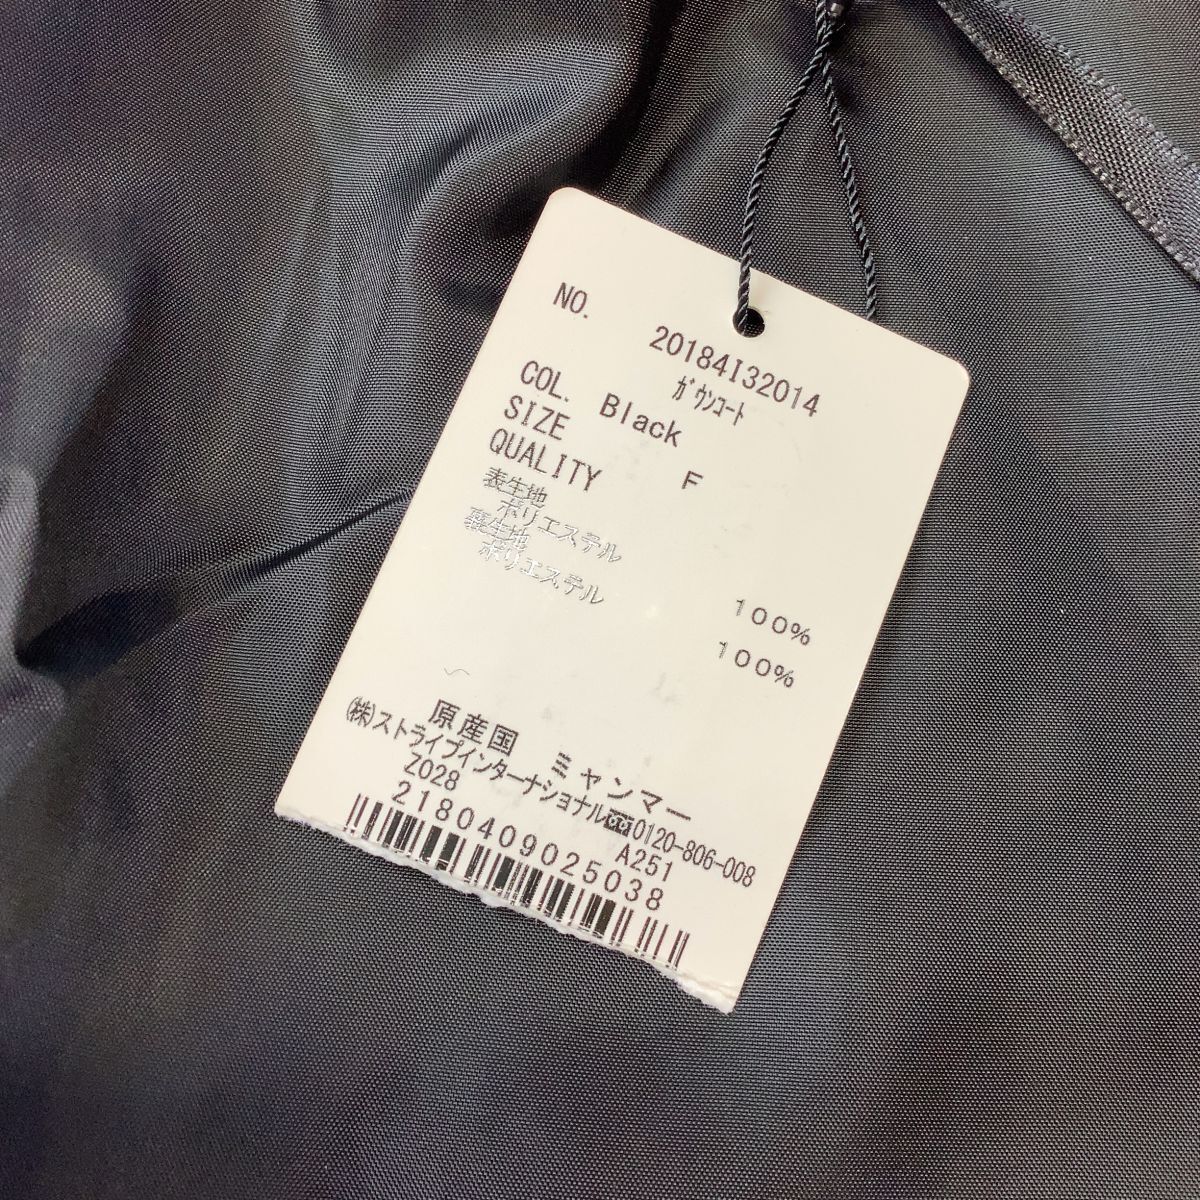 NO. 20184I32014
ガウンコート
COL. Black
SIZE F
QUALITY
表生地
ポリエステル 100%
裏生地
ポリエステル 100%
原産国 ミャンマー
(株)ストライプインターナショナル 0120-806-008
Z028 A251
2180409025038